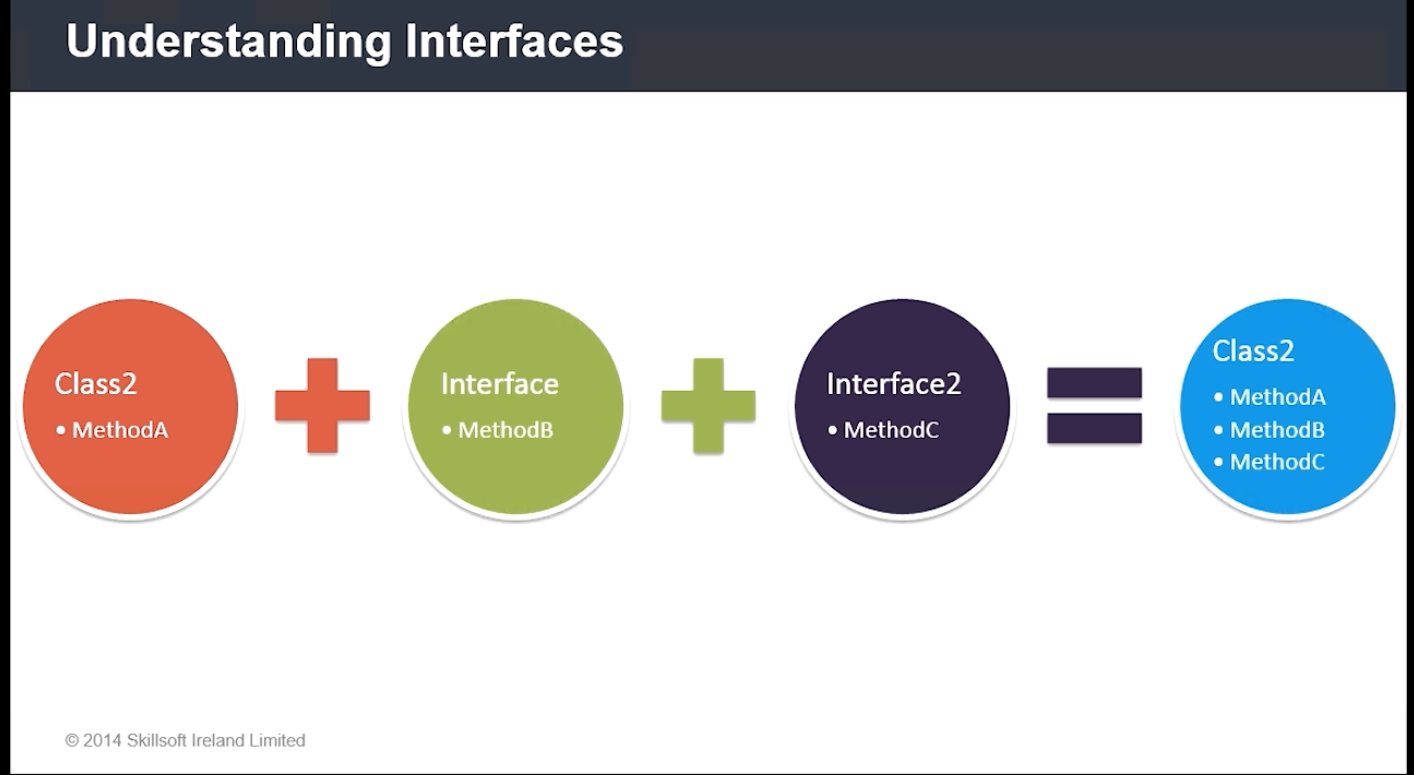 Understanding Interfaces
Class2
• MethodA
Interface
• MethodB
Interface2
• MethodC
Class2
• MethodA
• MethodB
• MethodC
© 2014 Skillsoft Ireland Limited